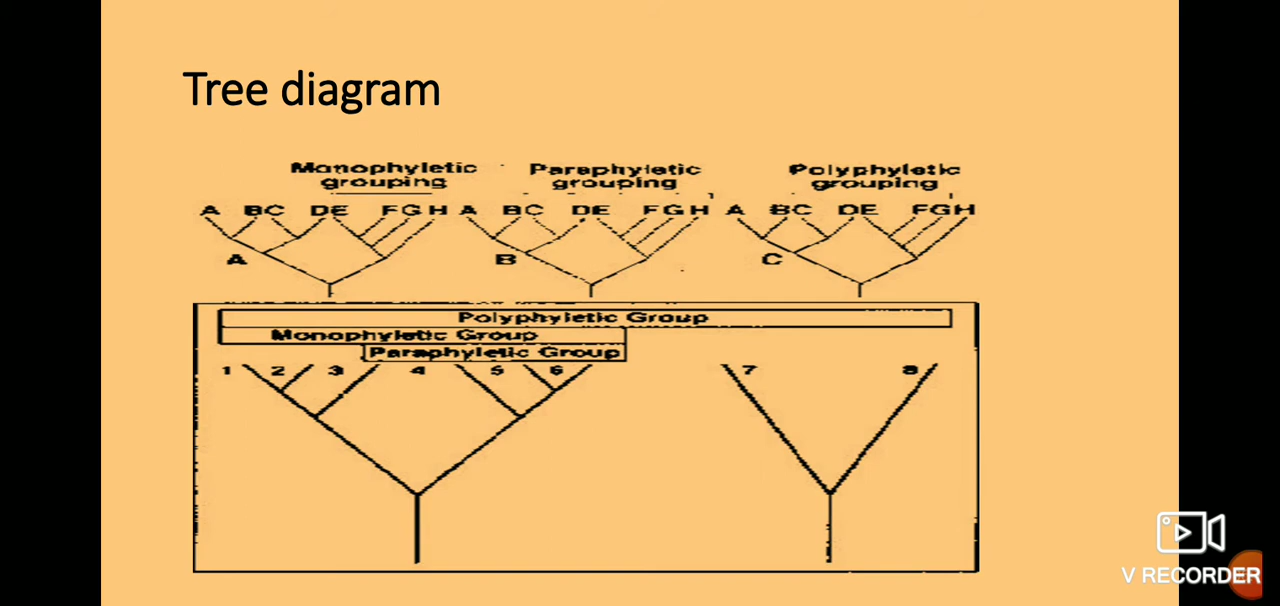 Tree diagram
Monophyletic grouping
Paraphyletic grouping
Polyphyletic grouping
A BC DE FGH A BC DE FGH A BC DE FGH
A B C
Polyphyletic Group
Monophyletic Group
Paraphyletic Group
1 2 3 4 5 6 7 8
V RECORDER